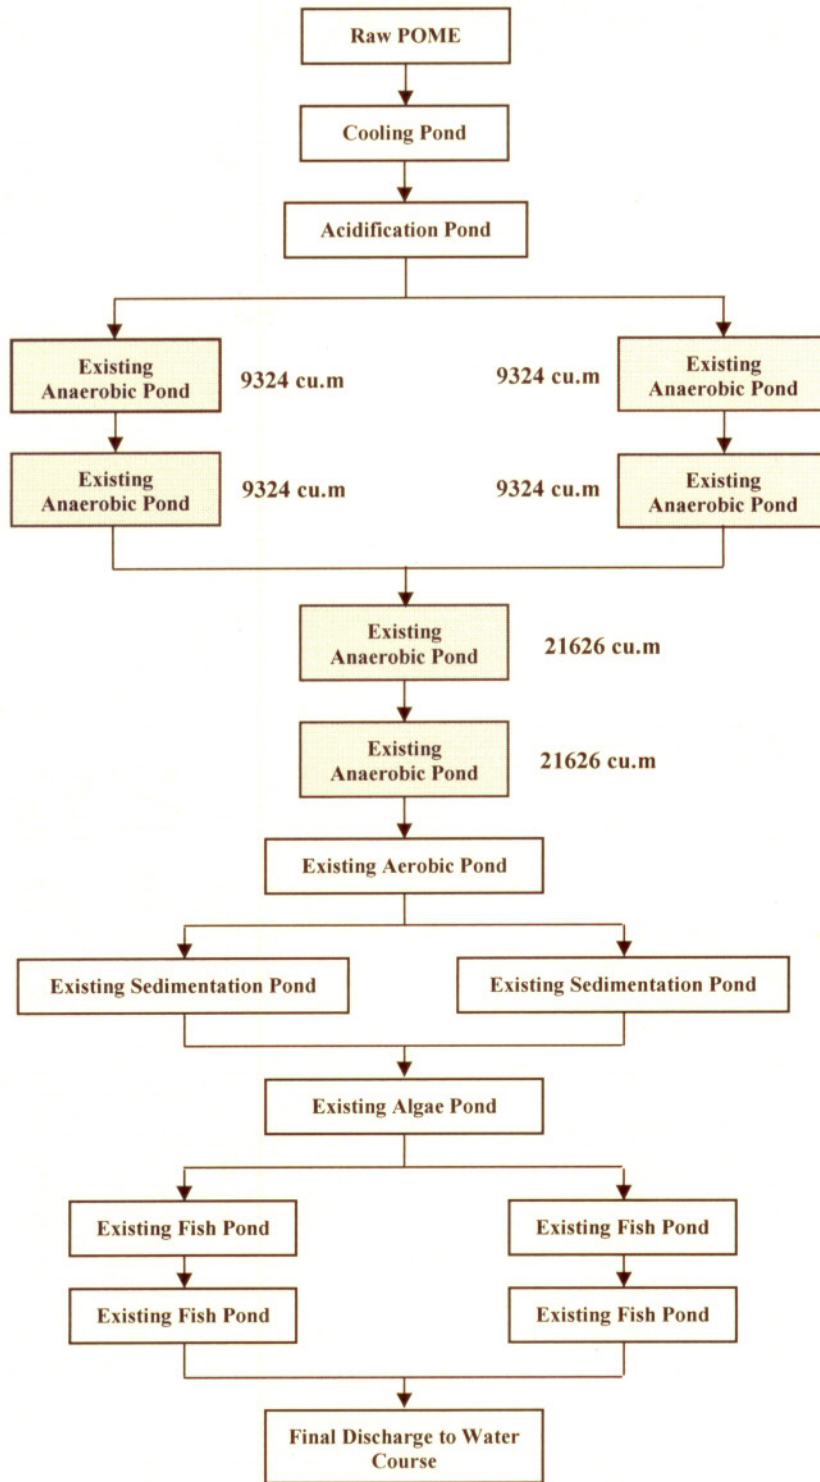 Raw POME
Cooling Pond
Acidification Pond
Existing
Anaerobic Pond
9324 cu.m
9324 cu.m
Existing
Anaerobic Pond
Existing
Anaerobic Pond
9324 cu.m
9324 cu.m
Existing
Anaerobic Pond
Existing
Anaerobic Pond
21626 cu.m
Existing
Anaerobic Pond
21626 cu.m
Existing Aerobic Pond
Existing Sedimentation Pond
Existing Sedimentation Pond
Existing Algae Pond
Existing Fish Pond
Existing Fish Pond
Existing Fish Pond
Existing Fish Pond
Final Discharge to Water
Course